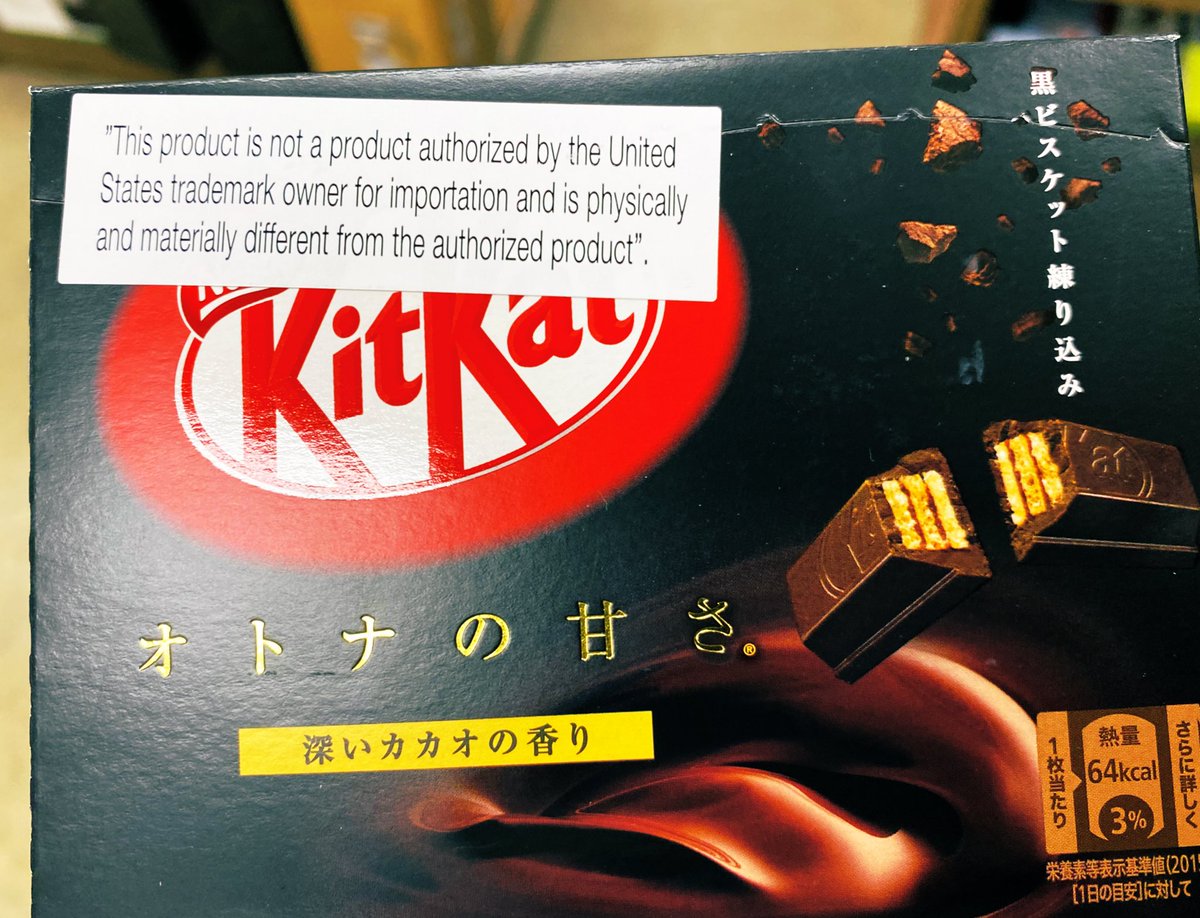 "This product is not a product authorized by the United
States trademark owner for importation and is physically
and materially different from the authorized product".
KitKat
黒ビスケット練り込み
オトナの甘さ®
深いカカオの香り
1枚当たり
熱量
64kcal
3%
さらに詳しく
栄養素等表示基準値(2015
[1日の目安]に対して